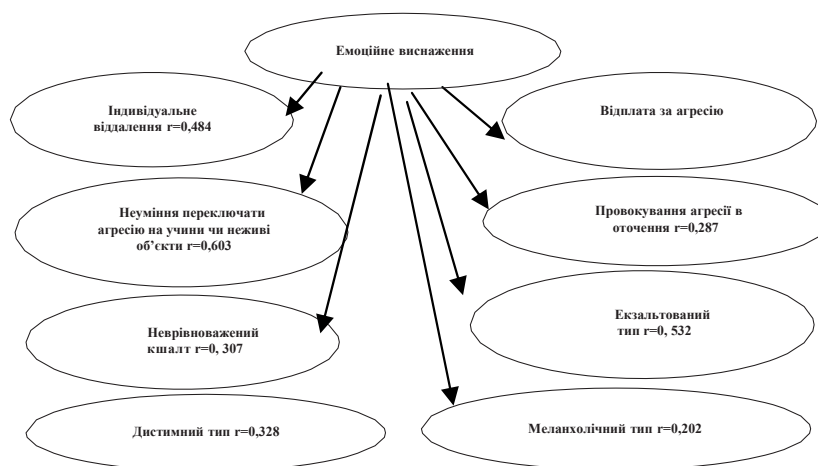 Емоційне виснаження
Індивідуальне
віддалення r=0,484
Відплата за агресію
Неуміння переключати
агресію на учини чи неживі
об’єкти r=0,603
Провокування агресії в
оточення r=0,287
Неврівноважений
кшалт r=0, 307
Екзальтований
тип r=0, 532
Дистимний тип r=0,328
Меланхолічний тип r=0,202